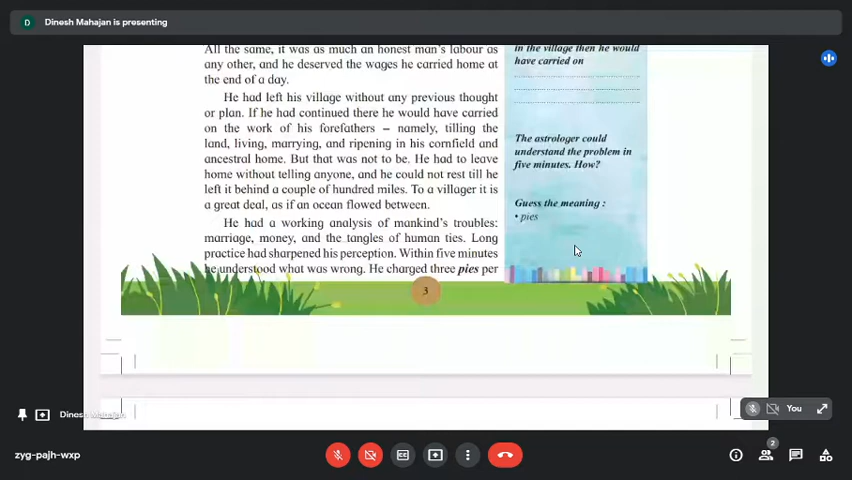 D Dinesh Mahajan is presenting
All the same, it was as much an honest man's labour as
any other, and he deserved the wages he carried home at
the end of a day.
He had left his village without any previous thought
or plan. If he had continued there he would have carried
on the work of his forefathers – namely, tilling the
land, living, marrying, and ripening in his cornfield and
ancestral home. But that was not to be. He had to leave
home without telling anyone, and he could not rest till he
left it behind a couple of hundred miles. To a villager it is
a great deal, as if an ocean flowed between.
He had a working analysis of mankind's troubles:
marriage, money, and the tangles of human ties. Long
practice had sharpened his perception. Within five minutes
he understood what was wrong. He charged three pies per
in the village then he would
have carried on
The astrologer could
understand the problem in
five minutes. How?
Guess the meaning :
• pies
3
Dinesh Mahajan
You
zyg-pajh-wxp
2